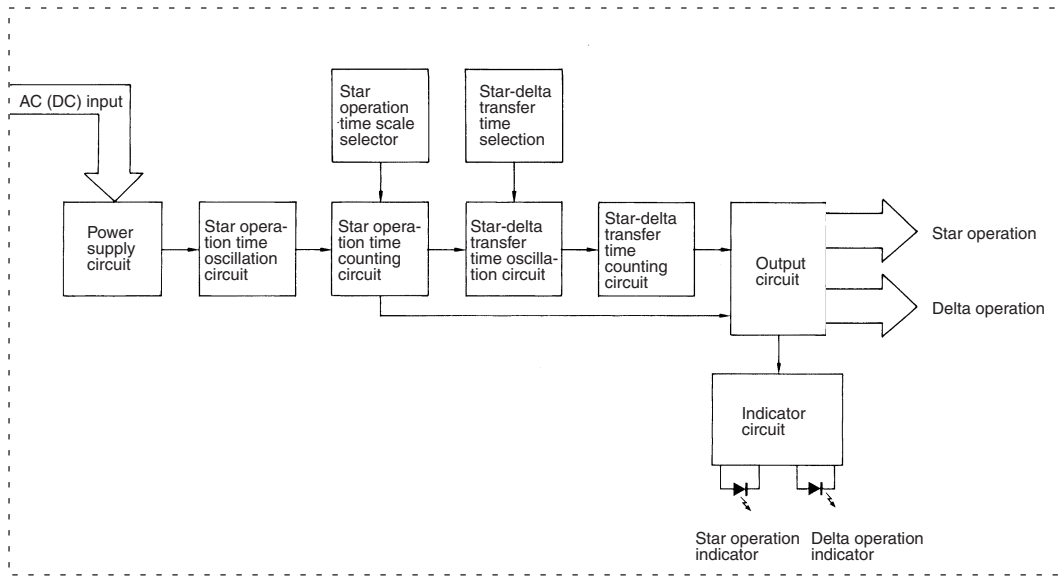 AC (DC) input
Star
operation
time scale
selector
Star-delta
transfer
time
selection
Power
supply
circuit
Star opera-
tion time
oscillation
circuit
Star opera-
tion time
counting
circuit
Star-delta
transfer
time oscilla-
tion circuit
Star-delta
transfer
time
counting
circuit
Output
circuit
Star operation
Delta operation
Indicator
circuit
Star operation
indicator
Delta operation
indicator